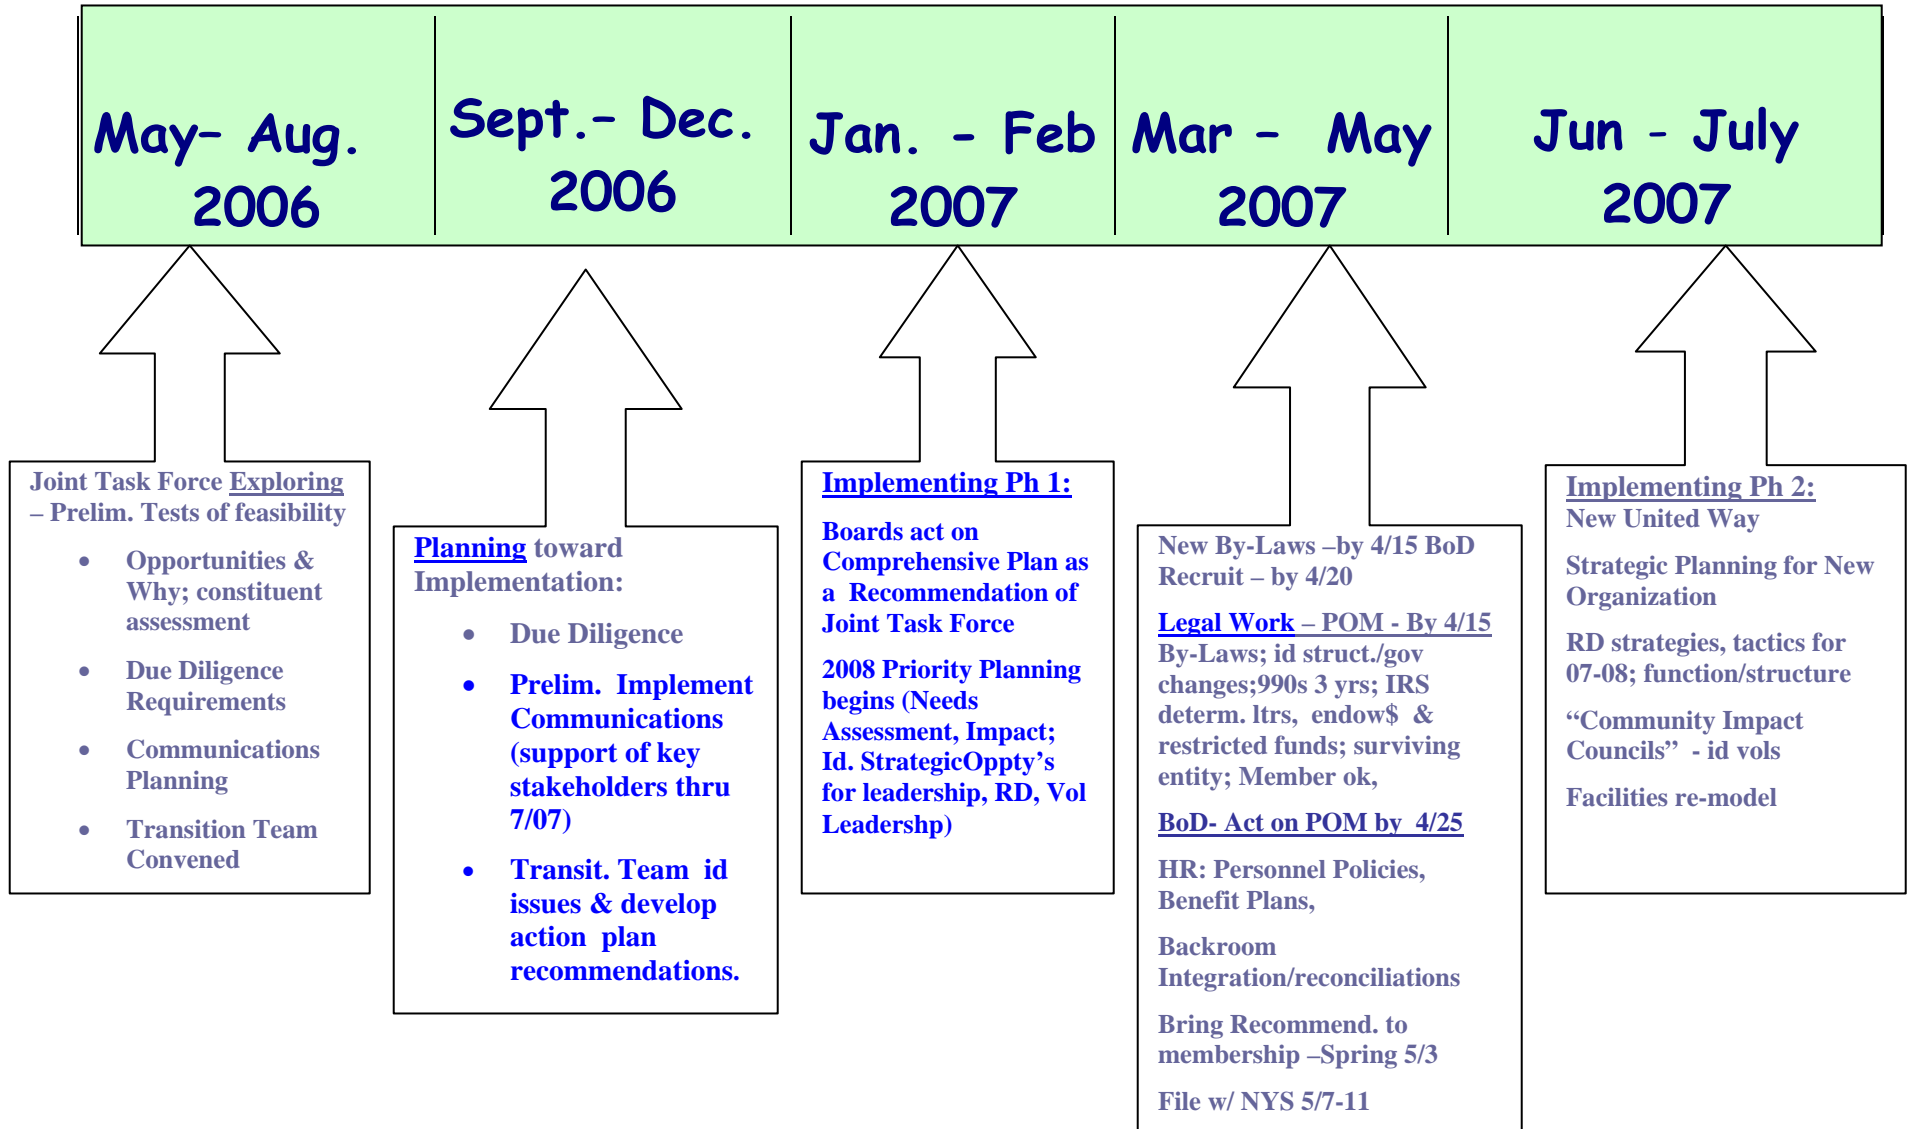 May– Aug.
2006
Sept.– Dec.
2006
Jan. - Feb
2007
Mar – May
2007
Jun - July
2007
Joint Task Force Exploring
– Prelim. Tests of feasibility
• Opportunities &
Why; constituent
assessment
• Due Diligence
Requirements
• Communications
Planning
• Transition Team
Convened
Planning toward
Implementation:
• Due Diligence
• Prelim. Implement
Communications
(support of key
stakeholders thru
7/07)
• Transit. Team id
issues & develop
action plan
recommendations.
Implementing Ph 1:
Boards act on
Comprehensive Plan as
a Recommendation of
Joint Task Force
2008 Priority Planning
begins (Needs
Assessment, Impact;
Id. StrategicOppty’s
for leadership, RD, Vol
Leadershp)
New By-Laws –by 4/15 BoD
Recruit – by 4/20
Legal Work – POM - By 4/15
By-Laws; id struct./gov
changes;990s 3 yrs; IRS
determ. ltrs, endow$ &
restricted funds; surviving
entity; Member ok,
BoD- Act on POM by 4/25
HR: Personnel Policies,
Benefit Plans,
Backroom
Integration/reconciliations
Bring Recommend. to
membership –Spring 5/3
File w/ NYS 5/7-11
Implementing Ph 2:
New United Way
Strategic Planning for New
Organization
RD strategies, tactics for
07-08; function/structure
“Community Impact
Councils” - id vols
Facilities re-model